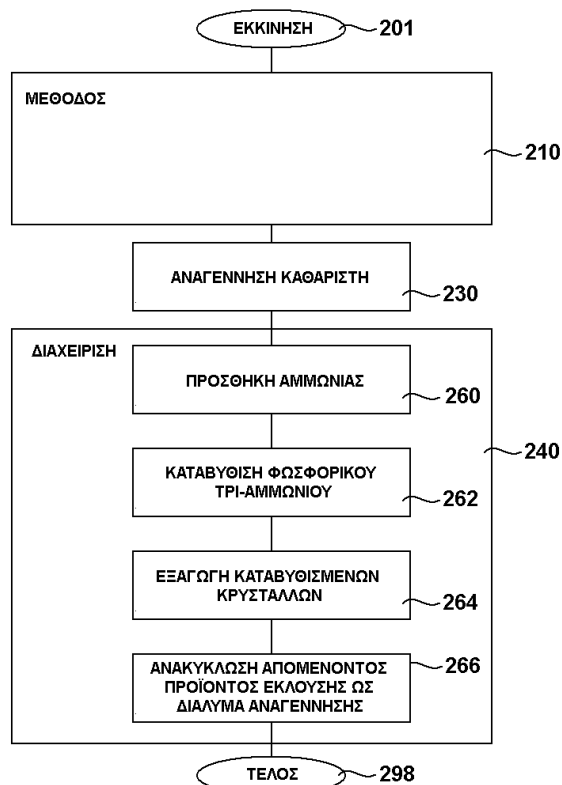 ΕΚΚΙΝΗΣΗ
201
ΜΕΘΟΔΟΣ
210
ΑΝΑΓΕΝΝΗΣΗ ΚΑΘΑΡΙΣΤΗ
230
ΔΙΑΧΕΙΡΙΣΗ
ΠΡΟΣΘΗΚΗ ΑΜΜΩΝΙΑΣ
260
240
ΚΑΤΑΒΥΘΙΣΗ ΦΩΣΦΟΡΙΚΟΥ
ΤΡΙ-ΑΜΜΩΝΙΟΥ
262
ΕΞΑΓΩΓΗ ΚΑΤΑΒΥΘΙΣΜΕΝΩΝ
ΚΡΥΣΤΑΛΛΩΝ
264
ΑΝΑΚΥΚΛΩΣΗ ΑΠΟΜΕΝΟΝΤΟΣ
ΠΡΟΪΟΝΤΟΣ ΕΚΛΟΥΣΗΣ ΩΣ
ΔΙΑΛΥΜΑ ΑΝΑΓΕΝΝΗΣΗΣ
266
ΤΕΛΟΣ
298